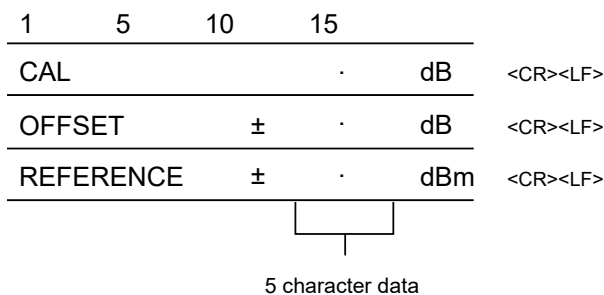 1 5 10 15
CAL . dB <CR><LF>
OFFSET ± . dB <CR><LF>
REFERENCE ± . dBm <CR><LF>
5 character data